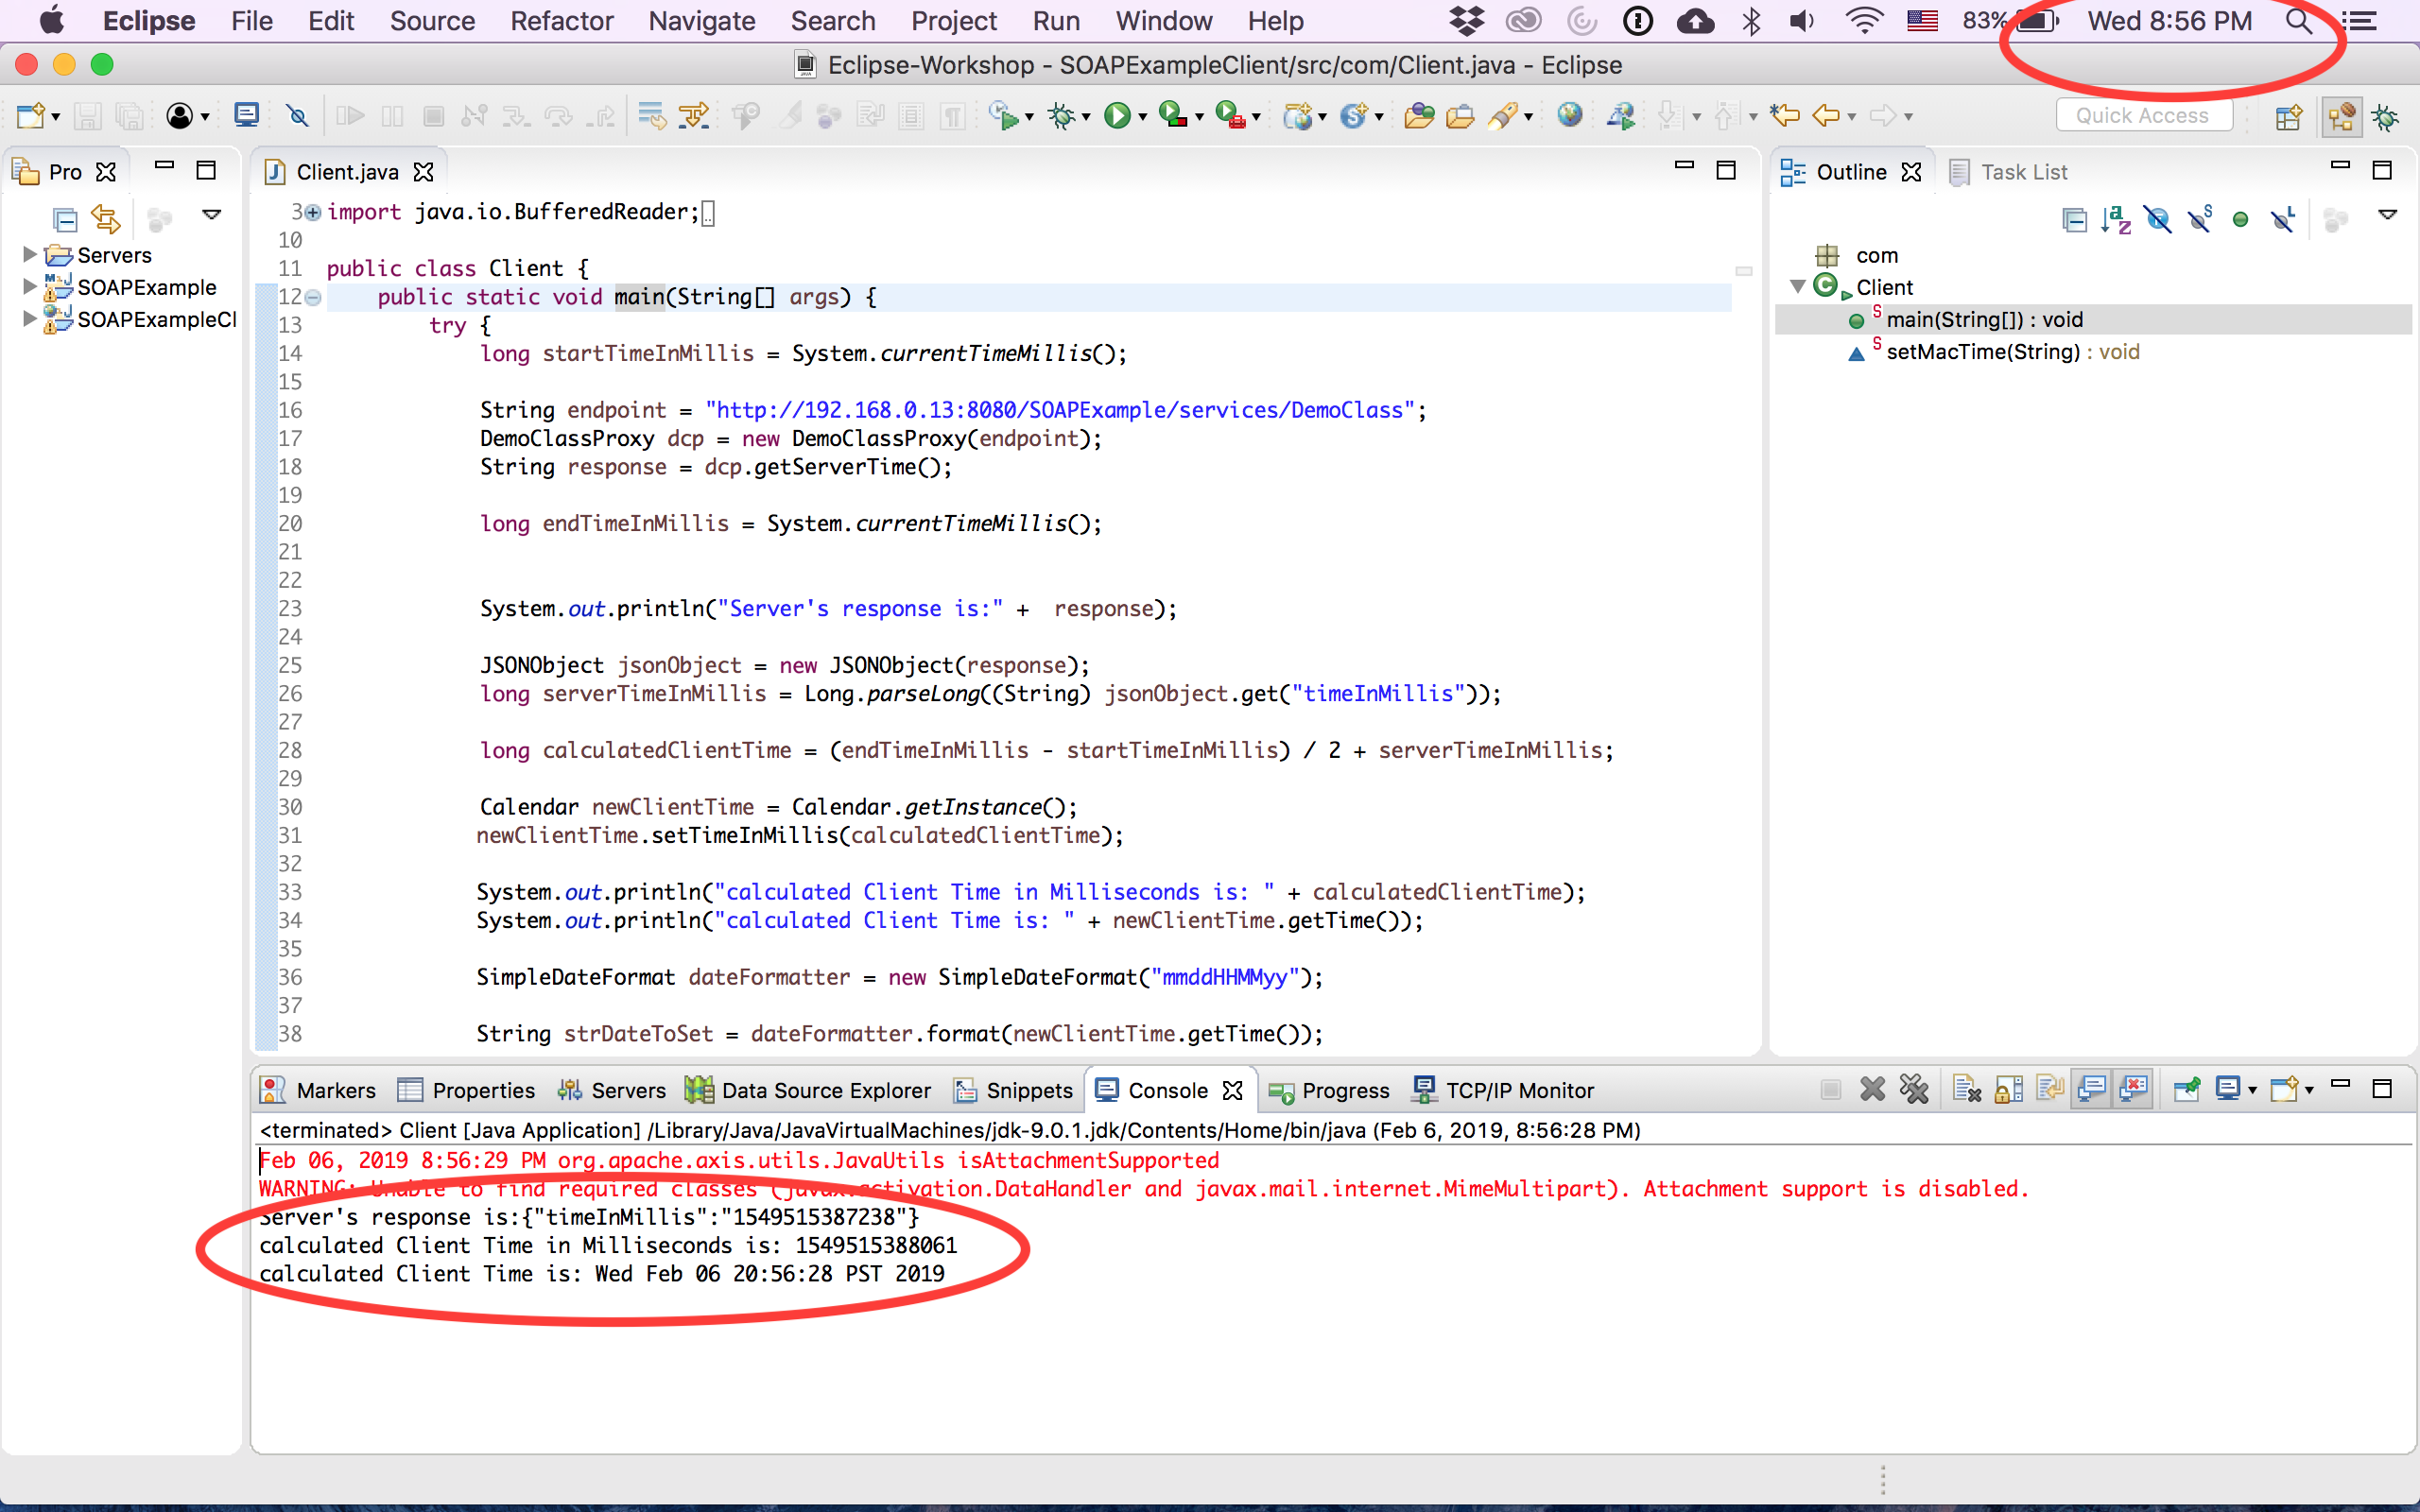 Eclipse File Edit Source Refactor Navigate Search Project Run Window Help 83% Wed 8:56 PM
Eclipse-Workshop - SOAPExampleClient/src/com/Client.java - Eclipse
Quick Access
Pro
Servers
SOAPExample
SOAPExampleCl
Client.java
3 import java.io.BufferedReader;
10
11 public class Client {
12 public static void main(String[] args) {
13 try {
14 long startTimeInMillis = System.currentTimeMillis();
15
16 String endpoint = "http://192.168.0.13:8080/SOAPExample/services/DemoClass";
17 DemoClassProxy dcp = new DemoClassProxy(endpoint);
18 String response = dcp.getServerTime();
19
20 long endTimeInMillis = System.currentTimeMillis();
21
22
23 System.out.println("Server's response is:" +  response);
24
25 JSONObject jsonObject = new JSONObject(response);
26 long serverTimeInMillis = Long.parseLong((String) jsonObject.get("timeInMillis"));
27
28 long calculatedClientTime = (endTimeInMillis - startTimeInMillis) / 2 + serverTimeInMillis;
29
30 Calendar newClientTime = Calendar.getInstance();
31 newClientTime.setTimeInMillis(calculatedClientTime);
32
33 System.out.println("calculated Client Time in Milliseconds is: " + calculatedClientTime);
34 System.out.println("calculated Client Time is: " + newClientTime.getTime());
35
36 SimpleDateFormat dateFormatter = new SimpleDateFormat("mmddHHMMyy");
37
38 String strDateToSet = dateFormatter.format(newClientTime.getTime());
Outline Task List
com
Client
main(String[]) : void
setMacTime(String) : void
Markers Properties Servers Data Source Explorer Snippets Console Progress TCP/IP Monitor
<terminated> Client [Java Application] /Library/Java/JavaVirtualMachines/jdk-9.0.1.jdk/Contents/Home/bin/java (Feb 6, 2019, 8:56:28 PM)
Feb 06, 2019 8:56:29 PM org.apache.axis.utils.JavaUtils isAttachmentSupported
WARNING: Unable to find required classes (javax.activation.DataHandler and javax.mail.internet.MimeMultipart). Attachment support is disabled.
Server's response is:{"timeInMillis":"1549515387238"}
calculated Client Time in Milliseconds is: 1549515388061
calculated Client Time is: Wed Feb 06 20:56:28 PST 2019